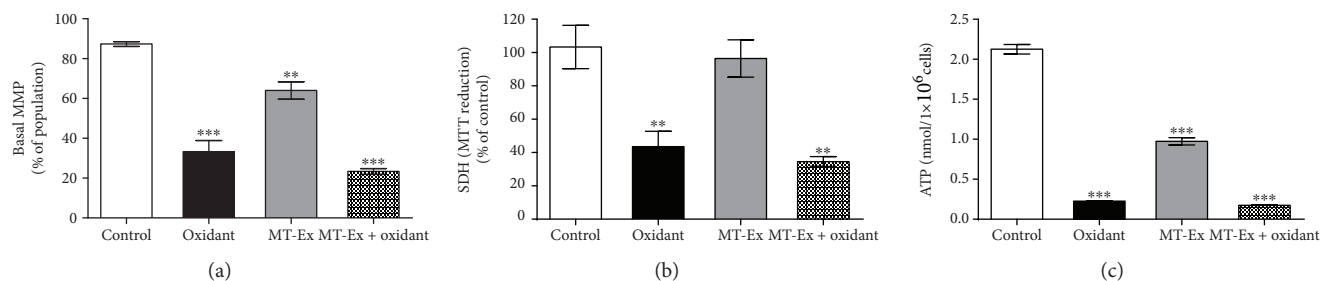 Basal MMP
(% of population)
100
80
60
40
20
0
***
**
***
Control
Oxidant
MT-Ex
MT-Ex + oxidant
(a)
SDH (MTT reduction)
(% of control)
120
100
80
60
40
20
0
**
**
Control
Oxidant
MT-Ex
MT-Ex + oxidant
(b)
ATP (nmol/1×10⁶ cells)
2.5
2.0
1.5
1.0
0.5
0.0
***
***
***
Control
Oxidant
MT-Ex
MT-Ex + oxidant
(c)